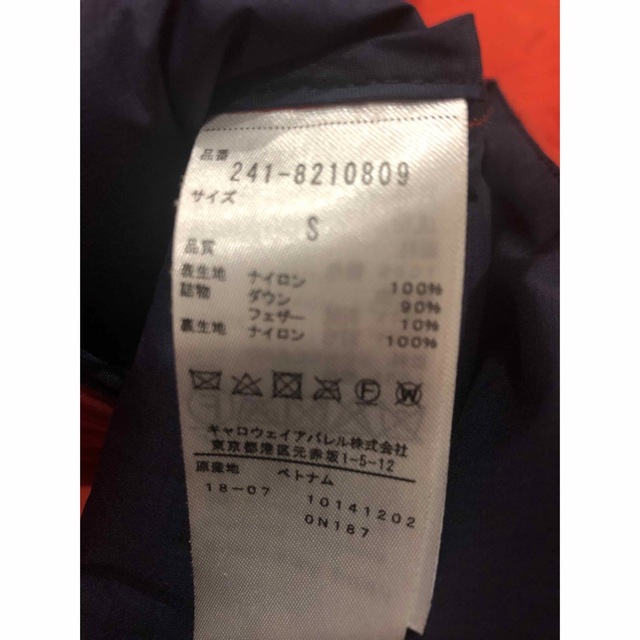 品番
241-8210809
サイズ
S
品質
表生地 ナイロン 100%
詰物 ダウン 90%
フェザー 10%
裏生地 ナイロン 100%
F W
キャロウェイアパレル株式会社
東京都港区元赤坂1-5-12
原産地 ベトナム
18-07 10141202
0N187